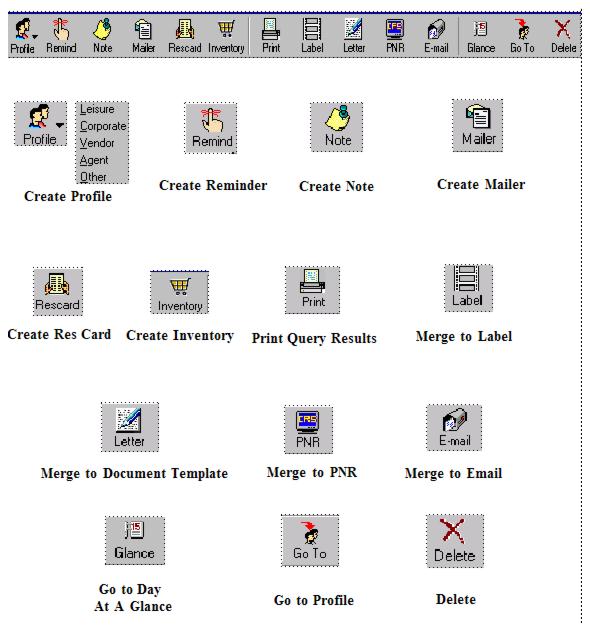 Profile Remind Note Mailer Rescard Inventory Print Label Letter PNR E-mail Glance Go To Delete
Profile
Leisure
Corporate
Vendor
Agent
Other
Remind
Note
Mailer
Create Profile
Create Reminder
Create Note
Create Mailer
Rescard
Inventory
Print
Label
Create Res Card
Create Inventory
Print Query Results
Merge to Label
Letter
CRS
PNR
E-mail
Merge to Document Template
Merge to PNR
Merge to Email
15
Glance
Go To
Delete
Go to Day
At A Glance
Go to Profile
Delete